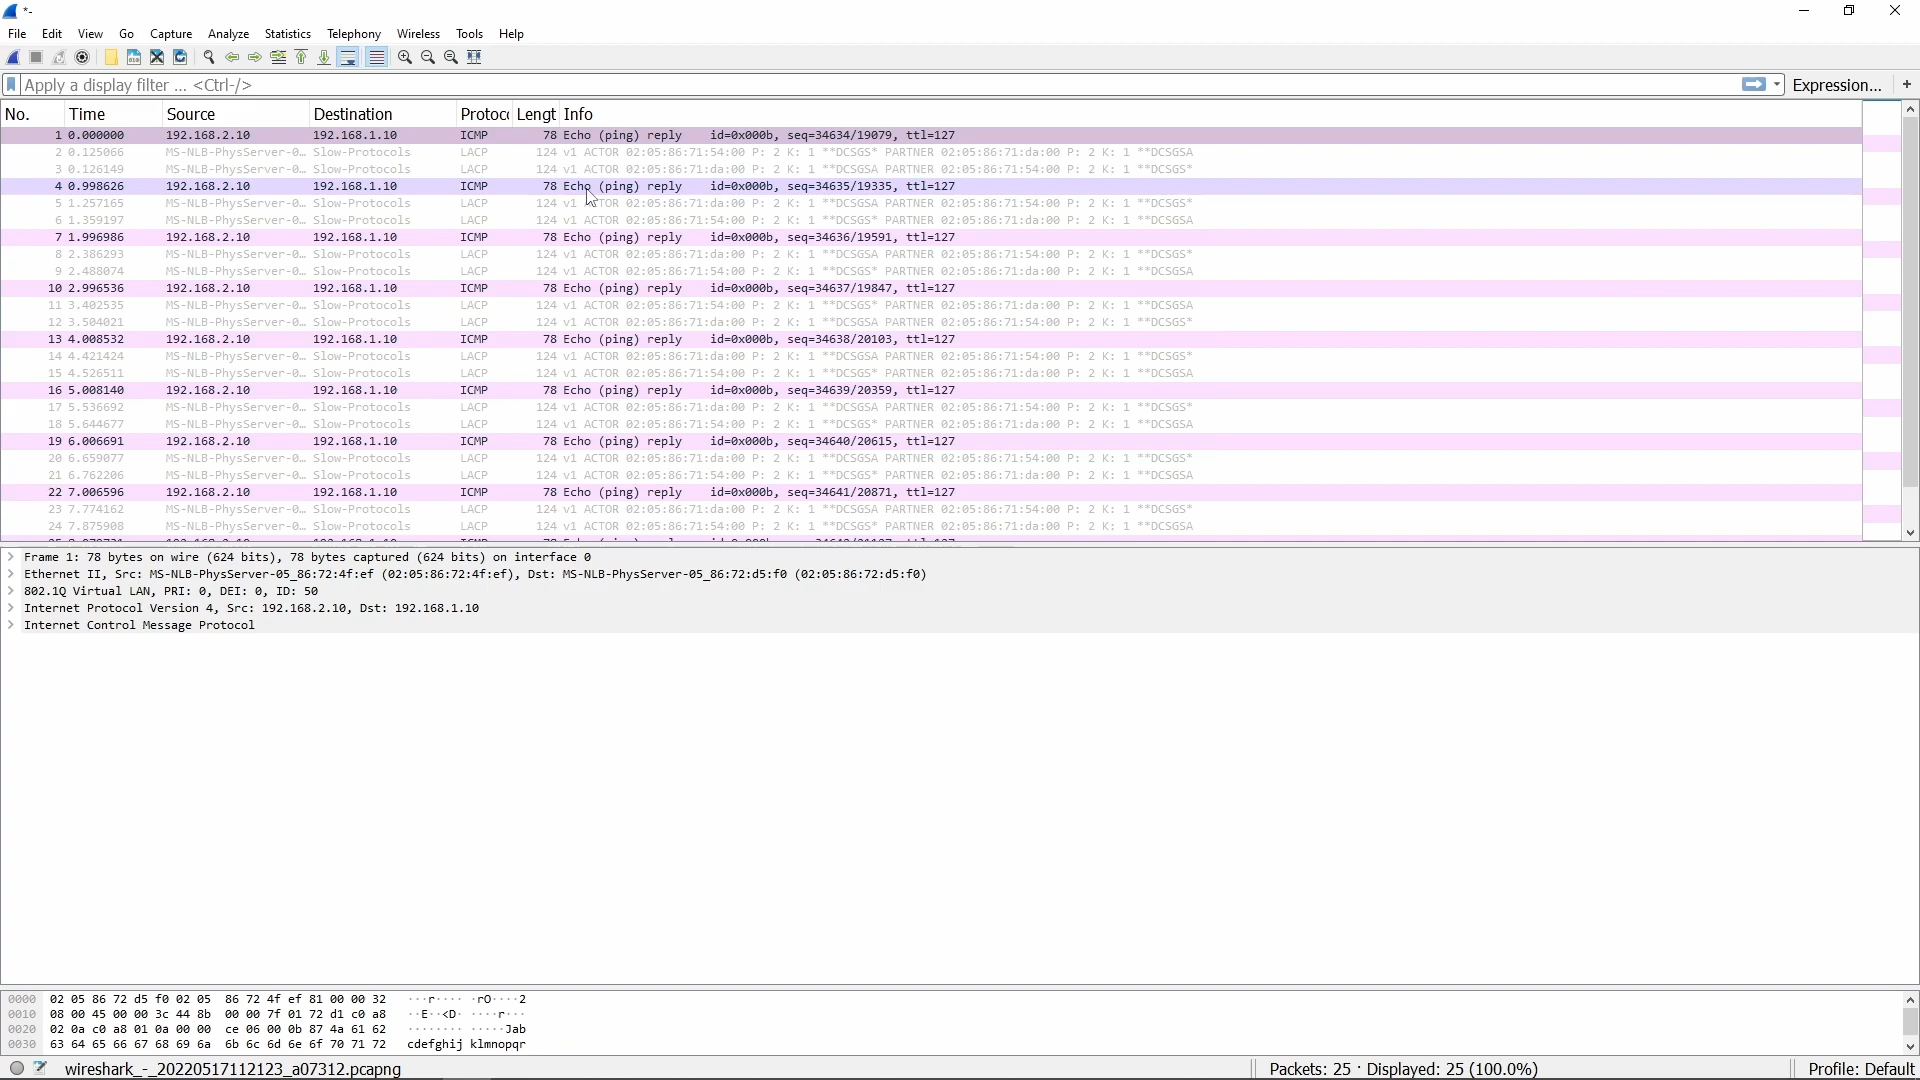 *-
File Edit View Go Capture Analyze Statistics Telephony Wireless Tools Help
Apply a display filter ... <Ctrl-/> Expression... +
No. Time Source Destination Protoc Lengt Info
1 0.000000 192.168.2.10 192.168.1.10 ICMP 78 Echo (ping) reply id=0x000b, seq=34634/19079, ttl=127
2 0.125066 MS-NLB-PhysServer-0… Slow-Protocols LACP 124 v1 ACTOR 02:05:86:71:54:00 P: 2 K: 1 **DCSGS* PARTNER 02:05:86:71:da:00 P: 2 K: 1 **DCSGSA
3 0.126149 MS-NLB-PhysServer-0… Slow-Protocols LACP 124 v1 ACTOR 02:05:86:71:da:00 P: 2 K: 1 **DCSGSA PARTNER 02:05:86:71:54:00 P: 2 K: 1 **DCSGS*
4 0.998626 192.168.2.10 192.168.1.10 ICMP 78 Echo (ping) reply id=0x000b, seq=34635/19335, ttl=127
5 1.257165 MS-NLB-PhysServer-0… Slow-Protocols LACP 124 v1 ACTOR 02:05:86:71:da:00 P: 2 K: 1 **DCSGSA PARTNER 02:05:86:71:54:00 P: 2 K: 1 **DCSGS*
6 1.359197 MS-NLB-PhysServer-0… Slow-Protocols LACP 124 v1 ACTOR 02:05:86:71:54:00 P: 2 K: 1 **DCSGS* PARTNER 02:05:86:71:da:00 P: 2 K: 1 **DCSGSA
7 1.996986 192.168.2.10 192.168.1.10 ICMP 78 Echo (ping) reply id=0x000b, seq=34636/19591, ttl=127
8 2.386293 MS-NLB-PhysServer-0… Slow-Protocols LACP 124 v1 ACTOR 02:05:86:71:da:00 P: 2 K: 1 **DCSGSA PARTNER 02:05:86:71:54:00 P: 2 K: 1 **DCSGS*
9 2.488074 MS-NLB-PhysServer-0… Slow-Protocols LACP 124 v1 ACTOR 02:05:86:71:54:00 P: 2 K: 1 **DCSGS* PARTNER 02:05:86:71:da:00 P: 2 K: 1 **DCSGSA
10 2.996536 192.168.2.10 192.168.1.10 ICMP 78 Echo (ping) reply id=0x000b, seq=34637/19847, ttl=127
11 3.402535 MS-NLB-PhysServer-0… Slow-Protocols LACP 124 v1 ACTOR 02:05:86:71:54:00 P: 2 K: 1 **DCSGS* PARTNER 02:05:86:71:da:00 P: 2 K: 1 **DCSGSA
12 3.504021 MS-NLB-PhysServer-0… Slow-Protocols LACP 124 v1 ACTOR 02:05:86:71:da:00 P: 2 K: 1 **DCSGSA PARTNER 02:05:86:71:54:00 P: 2 K: 1 **DCSGS*
13 4.008532 192.168.2.10 192.168.1.10 ICMP 78 Echo (ping) reply id=0x000b, seq=34638/20103, ttl=127
14 4.421424 MS-NLB-PhysServer-0… Slow-Protocols LACP 124 v1 ACTOR 02:05:86:71:da:00 P: 2 K: 1 **DCSGSA PARTNER 02:05:86:71:54:00 P: 2 K: 1 **DCSGS*
15 4.526511 MS-NLB-PhysServer-0… Slow-Protocols LACP 124 v1 ACTOR 02:05:86:71:54:00 P: 2 K: 1 **DCSGS* PARTNER 02:05:86:71:da:00 P: 2 K: 1 **DCSGSA
16 5.008140 192.168.2.10 192.168.1.10 ICMP 78 Echo (ping) reply id=0x000b, seq=34639/20359, ttl=127
17 5.536692 MS-NLB-PhysServer-0… Slow-Protocols LACP 124 v1 ACTOR 02:05:86:71:da:00 P: 2 K: 1 **DCSGSA PARTNER 02:05:86:71:54:00 P: 2 K: 1 **DCSGS*
18 5.644677 MS-NLB-PhysServer-0… Slow-Protocols LACP 124 v1 ACTOR 02:05:86:71:54:00 P: 2 K: 1 **DCSGS* PARTNER 02:05:86:71:da:00 P: 2 K: 1 **DCSGSA
19 6.006691 192.168.2.10 192.168.1.10 ICMP 78 Echo (ping) reply id=0x000b, seq=34640/20615, ttl=127
20 6.659077 MS-NLB-PhysServer-0… Slow-Protocols LACP 124 v1 ACTOR 02:05:86:71:da:00 P: 2 K: 1 **DCSGSA PARTNER 02:05:86:71:54:00 P: 2 K: 1 **DCSGS*
21 6.762206 MS-NLB-PhysServer-0… Slow-Protocols LACP 124 v1 ACTOR 02:05:86:71:54:00 P: 2 K: 1 **DCSGS* PARTNER 02:05:86:71:da:00 P: 2 K: 1 **DCSGSA
22 7.006596 192.168.2.10 192.168.1.10 ICMP 78 Echo (ping) reply id=0x000b, seq=34641/20871, ttl=127
23 7.774162 MS-NLB-PhysServer-0… Slow-Protocols LACP 124 v1 ACTOR 02:05:86:71:da:00 P: 2 K: 1 **DCSGSA PARTNER 02:05:86:71:54:00 P: 2 K: 1 **DCSGS*
24 7.875908 MS-NLB-PhysServer-0… Slow-Protocols LACP 124 v1 ACTOR 02:05:86:71:54:00 P: 2 K: 1 **DCSGS* PARTNER 02:05:86:71:da:00 P: 2 K: 1 **DCSGSA
Frame 1: 78 bytes on wire (624 bits), 78 bytes captured (624 bits) on interface 0
Ethernet II, Src: MS-NLB-PhysServer-05_86:72:4f:ef (02:05:86:72:4f:ef), Dst: MS-NLB-PhysServer-05_86:72:d5:f0 (02:05:86:72:d5:f0)
802.1Q Virtual LAN, PRI: 0, DEI: 0, ID: 50
Internet Protocol Version 4, Src: 192.168.2.10, Dst: 192.168.1.10
Internet Control Message Protocol
0000 02 05 86 72 d5 f0 02 05 86 72 4f ef 81 00 00 32 ···r···· ·rO····2
0010 08 00 45 00 00 3c 44 8b 00 00 7f 01 72 d1 c0 a8 ··E··<D· ····r···
0020 02 0a c0 a8 01 0a 00 00 ce 06 00 0b 87 4a 61 62 ········ ·····Jab
0030 63 64 65 66 67 68 69 6a 6b 6c 6d 6e 6f 70 71 72 cdefghij klmnopqr
wireshark_-_20220517112123_a07312.pcapng Packets: 25 · Displayed: 25 (100.0%) Profile: Default